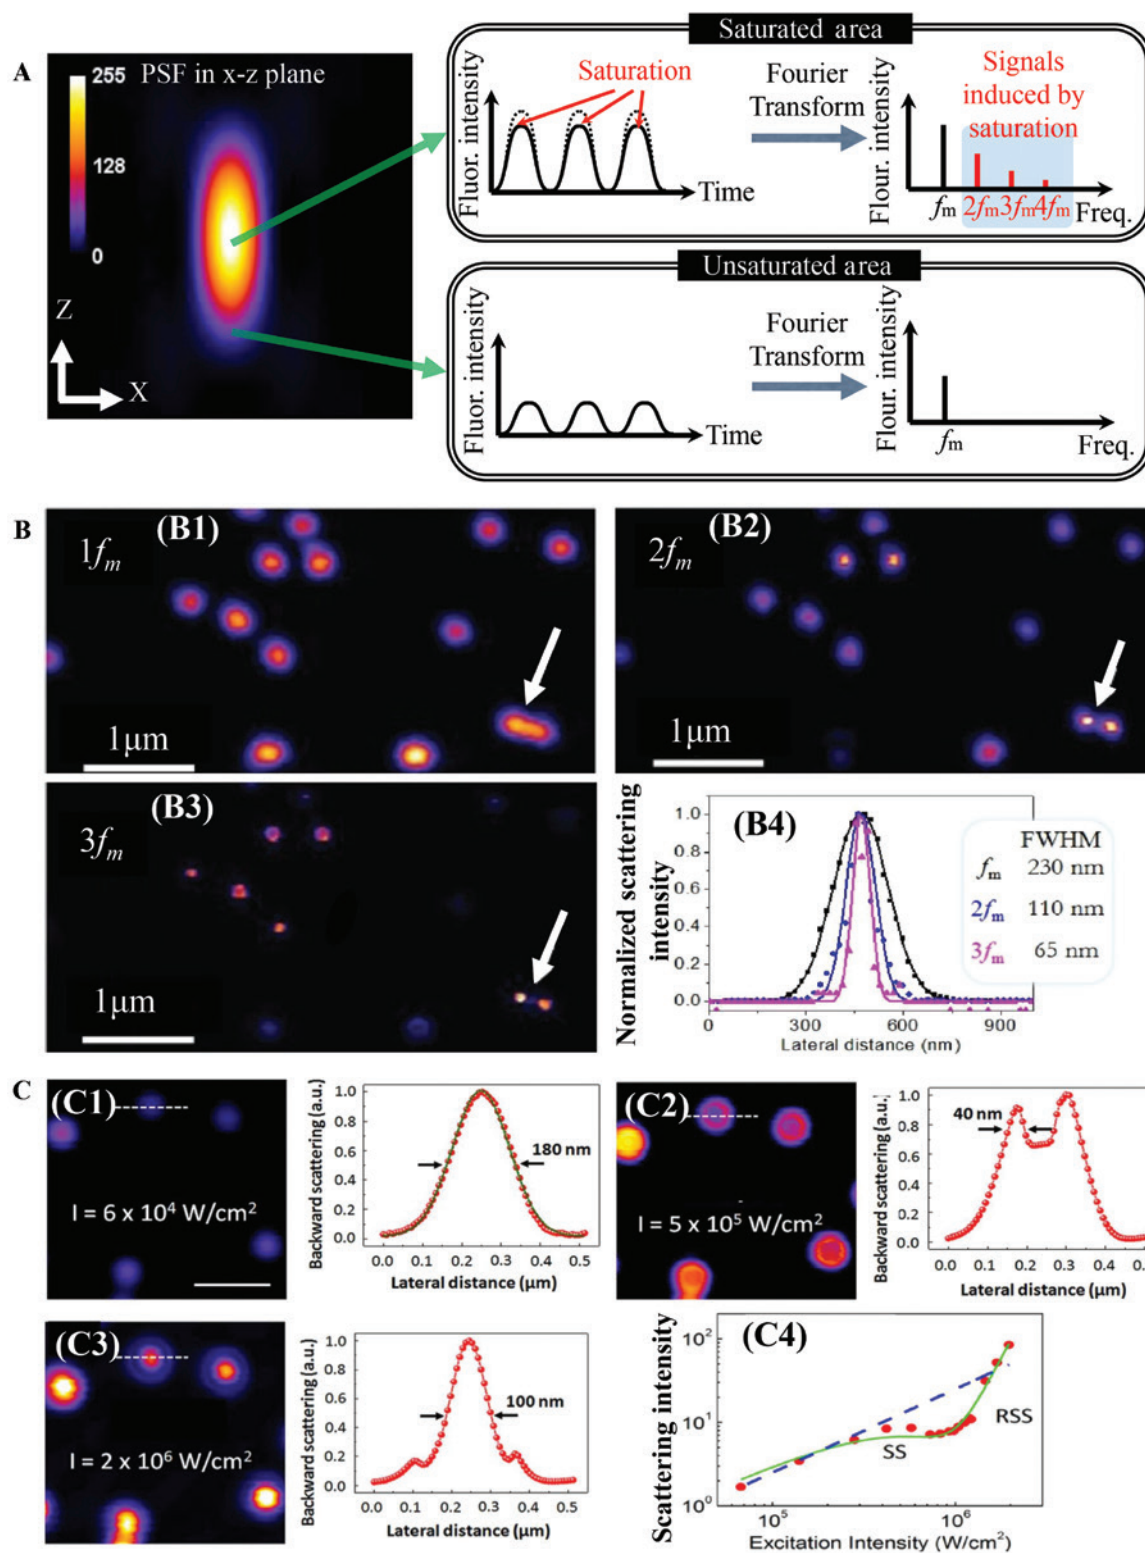 A
PSF in x-z plane
255
128
0
Z
X
Saturated area
Fluor. intensity
Saturation
Time
Fourier
Transform
Flour. intensity
Signals
induced by
saturation
fm
2fm 3fm 4fm
Freq.
Unsaturated area
Fluor. intensity
Time
Fourier
Transform
Flour. intensity
fm
Freq.
B
(B1)
1fm
1μm
(B2)
2fm
1μm
(B3)
3fm
1μm
(B4)
Normalized scattering
intensity
1.0
0.8
0.6
0.4
0.2
0.0
0 300 600 900
Lateral distance (nm)
FWHM
fm 230 nm
2fm 110 nm
3fm 65 nm
C
(C1)
I = 6 x 10⁴ W/cm²
Backward scattering (a.u.)
1.0
0.8
0.6
0.4
0.2
0.0
180 nm
0.0 0.1 0.2 0.3 0.4 0.5
Lateral distance (μm)
(C2)
I = 5 x 10⁵ W/cm²
Backward scattering (a.u.)
1.0
0.8
0.6
0.4
0.2
0.0
40 nm
0.0 0.1 0.2 0.3 0.4
Lateral distance (μm)
(C3)
I = 2 x 10⁶ W/cm²
Backward scattering (a.u.)
1.0
0.8
0.6
0.4
0.2
0.0
100 nm
0.0 0.1 0.2 0.3 0.4 0.5
Lateral distance (μm)
(C4)
Scattering intensity
10²
10¹
10⁰
SS
RSS
10⁵ 10⁶
Excitation Intensity (W/cm²)